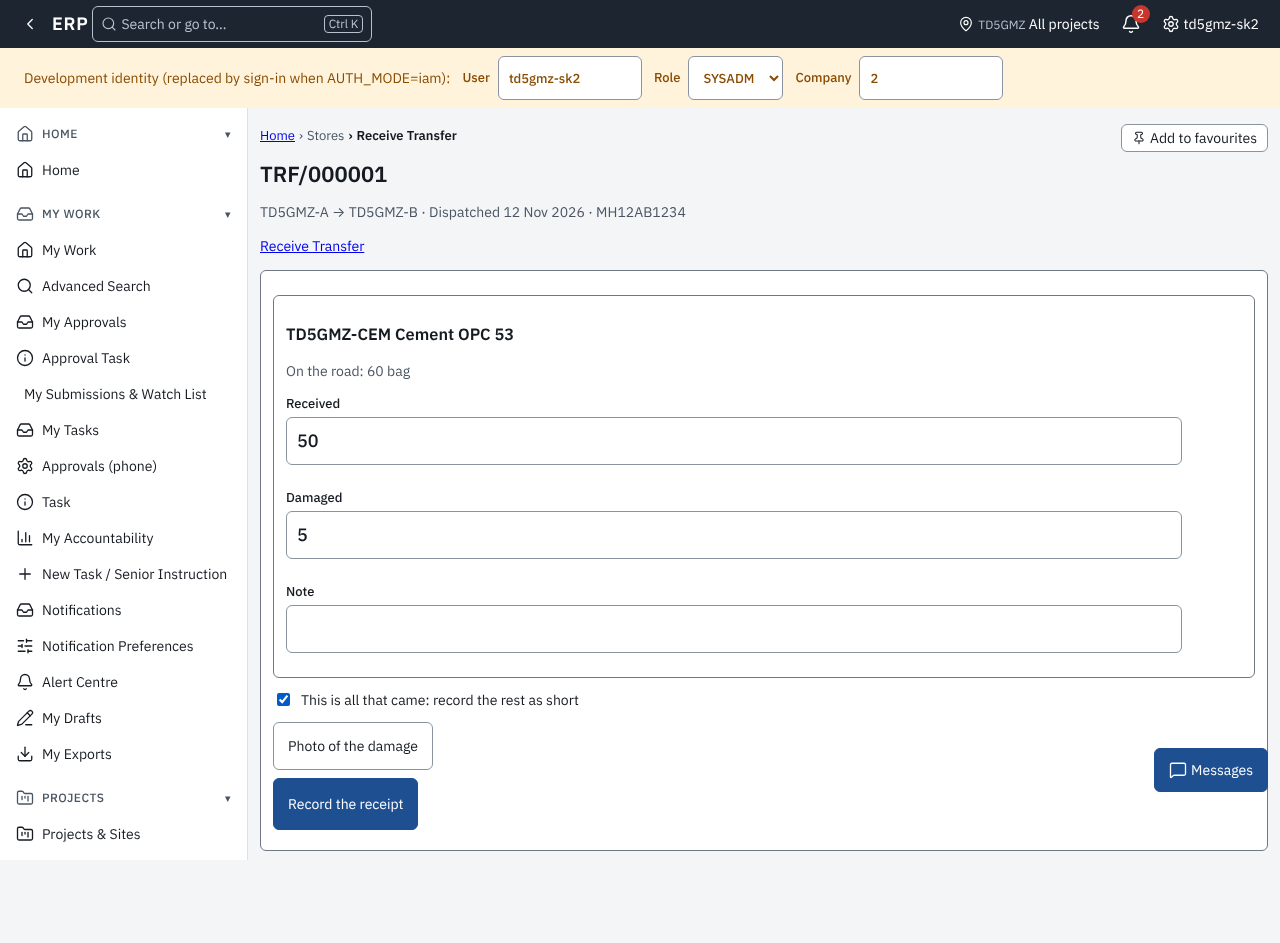 ERP
Search or go to...
Ctrl K
TD5GMZ All projects
2
td5gmz-sk2
Development identity (replaced by sign-in when AUTH_MODE=iam):
User
td5gmz-sk2
Role
SYSADM
Company
2
HOME
Home
MY WORK
My Work
Advanced Search
My Approvals
Approval Task
My Submissions & Watch List
My Tasks
Approvals (phone)
Task
My Accountability
New Task / Senior Instruction
Notifications
Notification Preferences
Alert Centre
My Drafts
My Exports
PROJECTS
Projects & Sites
Home › Stores › Receive Transfer
Add to favourites
TRF/000001
TD5GMZ-A → TD5GMZ-B · Dispatched 12 Nov 2026 · MH12AB1234
Receive Transfer
TD5GMZ-CEM Cement OPC 53
On the road: 60 bag
Received
50
Damaged
5
Note
This is all that came: record the rest as short
Photo of the damage
Record the receipt
Messages